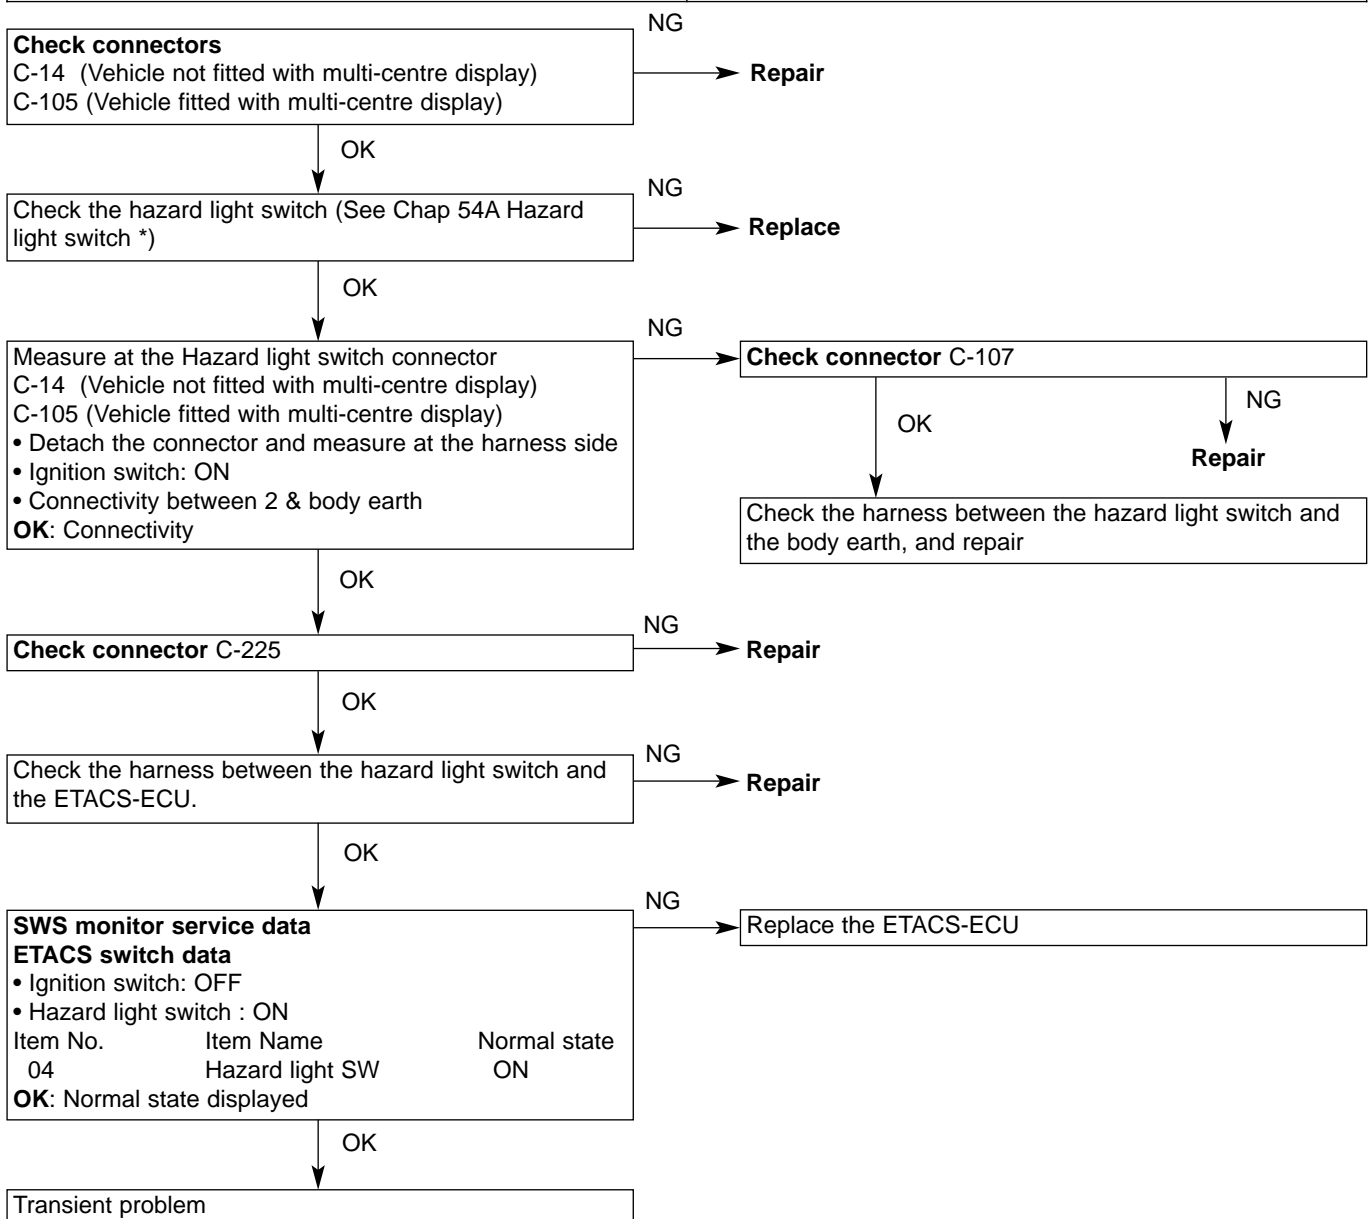 NG
Check connectors
C-14 (Vehicle not fitted with multi-centre display)
C-105 (Vehicle fitted with multi-centre display)
Repair
OK
NG
Check the hazard light switch (See Chap 54A Hazard
light switch *)
Replace
OK
NG
Measure at the Hazard light switch connector
C-14 (Vehicle not fitted with multi-centre display)
C-105 (Vehicle fitted with multi-centre display)
• Detach the connector and measure at the harness side
• Ignition switch: ON
• Connectivity between 2 & body earth
OK: Connectivity
Check connector C-107
OK
NG
Repair
Check the harness between the hazard light switch and
the body earth, and repair
OK
Check connector C-225
NG
Repair
OK
Check the harness between the hazard light switch and
the ETACS-ECU.
NG
Repair
OK
SWS monitor service data
ETACS switch data
• Ignition switch: OFF
• Hazard light switch : ON
Item No. Item Name Normal state
04 Hazard light SW ON
OK: Normal state displayed
NG
Replace the ETACS-ECU
OK
Transient problem